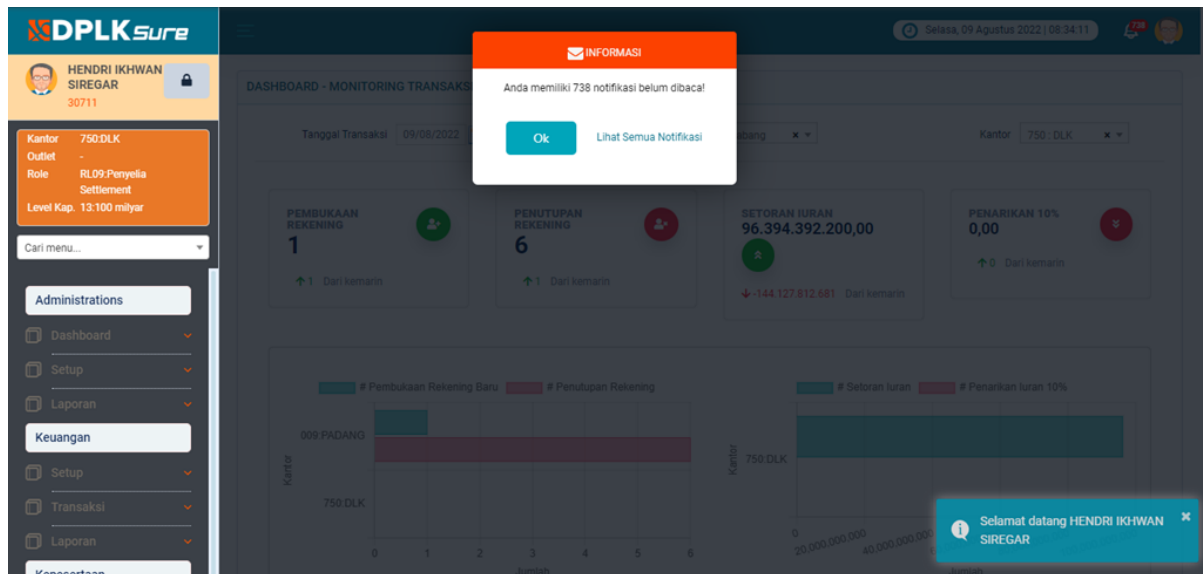 DPLKSure
HENDRI IKHWAN
SIREGAR
30711
Kantor 750:DLK
Outlet -
Role RL09:Penyelia
Settlement
Level Kap. 13:100 milyar
Cari menu...
Administrations
Dashboard
Setup
Laporan
Keuangan
Setup
Transaksi
Laporan
Kepesertaan
Selasa, 09 Agustus 2022 | 08:34:11
738
INFORMASI
Anda memiliki 738 notifikasi belum dibaca!
Ok Lihat Semua Notifikasi
DASHBOARD - MONITORING TRANSAKS
Tanggal Transaksi 09/08/2022
abang
Kantor 750 : DLK
PEMBUKAAN
REKENING
1
1 Dari kemarin
PENUTUPAN
REKENING
6
1 Dari kemarin
SETORAN IURAN
96.394.392.200,00
-144.127.812.681 Dari kemarin
PENARIKAN 10%
0,00
0 Dari kemarin
# Pembukaan Rekening Baru # Penutupan Rekening
009:PADANG
750:DLK
Kantor
0 1 2 3 4 5 6
Jumlah
# Setoran Iuran # Penarikan Iuran 10%
750:DLK
Kantor
0
20,000,000,000
40,000,000,000
Jumlah
Selamat datang HENDRI IKHWAN
SIREGAR